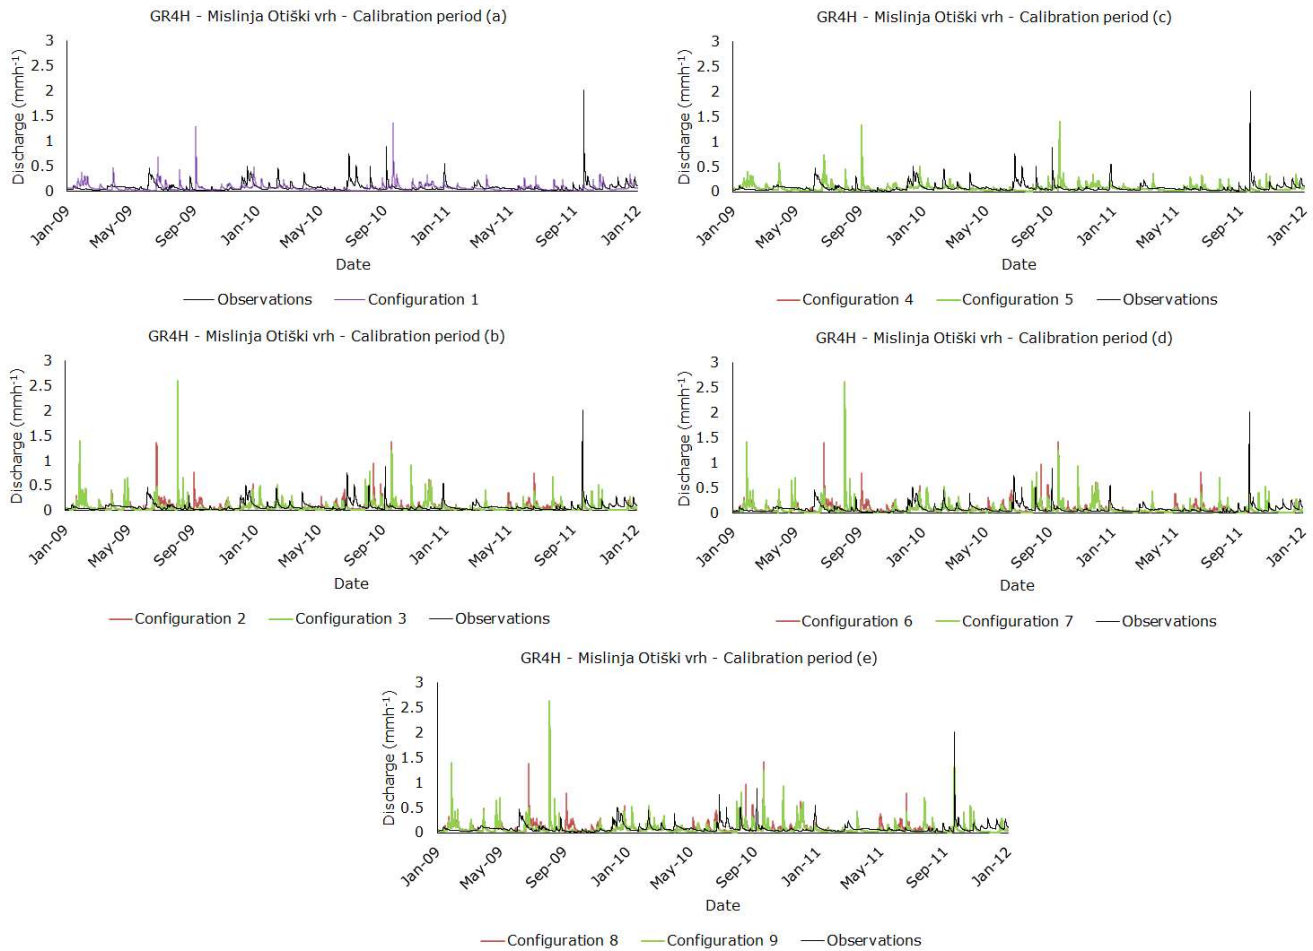 GR4H - Mislinja Otiški vrh - Calibration period (a)
Discharge (mmh-1)
3
2.5
2
1.5
1
0.5
0
Jan-09
May-09
Sep-09
Jan-10
May-10
Sep-10
Jan-11
May-11
Sep-11
Jan-12
Date
Observations
Configuration 1
GR4H - Mislinja Otiški vrh - Calibration period (c)
Discharge (mmh-1)
3
2.5
2
1.5
1
0.5
0
Jan-09
May-09
Sep-09
Jan-10
May-10
Sep-10
Jan-11
May-11
Sep-11
Jan-12
Date
Configuration 4
Configuration 5
Observations
GR4H - Mislinja Otiški vrh - Calibration period (b)
Discharge (mmh-1)
3
2.5
2
1.5
1
0.5
0
Jan-09
May-09
Sep-09
Jan-10
May-10
Sep-10
Jan-11
May-11
Sep-11
Jan-12
Date
Configuration 2
Configuration 3
Observations
GR4H - Mislinja Otiški vrh - Calibration period (d)
Discharge (mmh-1)
3
2.5
2
1.5
1
0.5
0
Jan-09
May-09
Sep-09
Jan-10
May-10
Sep-10
Jan-11
May-11
Sep-11
Jan-12
Date
Configuration 6
Configuration 7
Observations
GR4H - Mislinja Otiški vrh - Calibration period (e)
Discharge (mmh-1)
3
2.5
2
1.5
1
0.5
0
Jan-09
May-09
Sep-09
Jan-10
May-10
Sep-10
Jan-11
May-11
Sep-11
Jan-12
Date
Configuration 8
Configuration 9
Observations